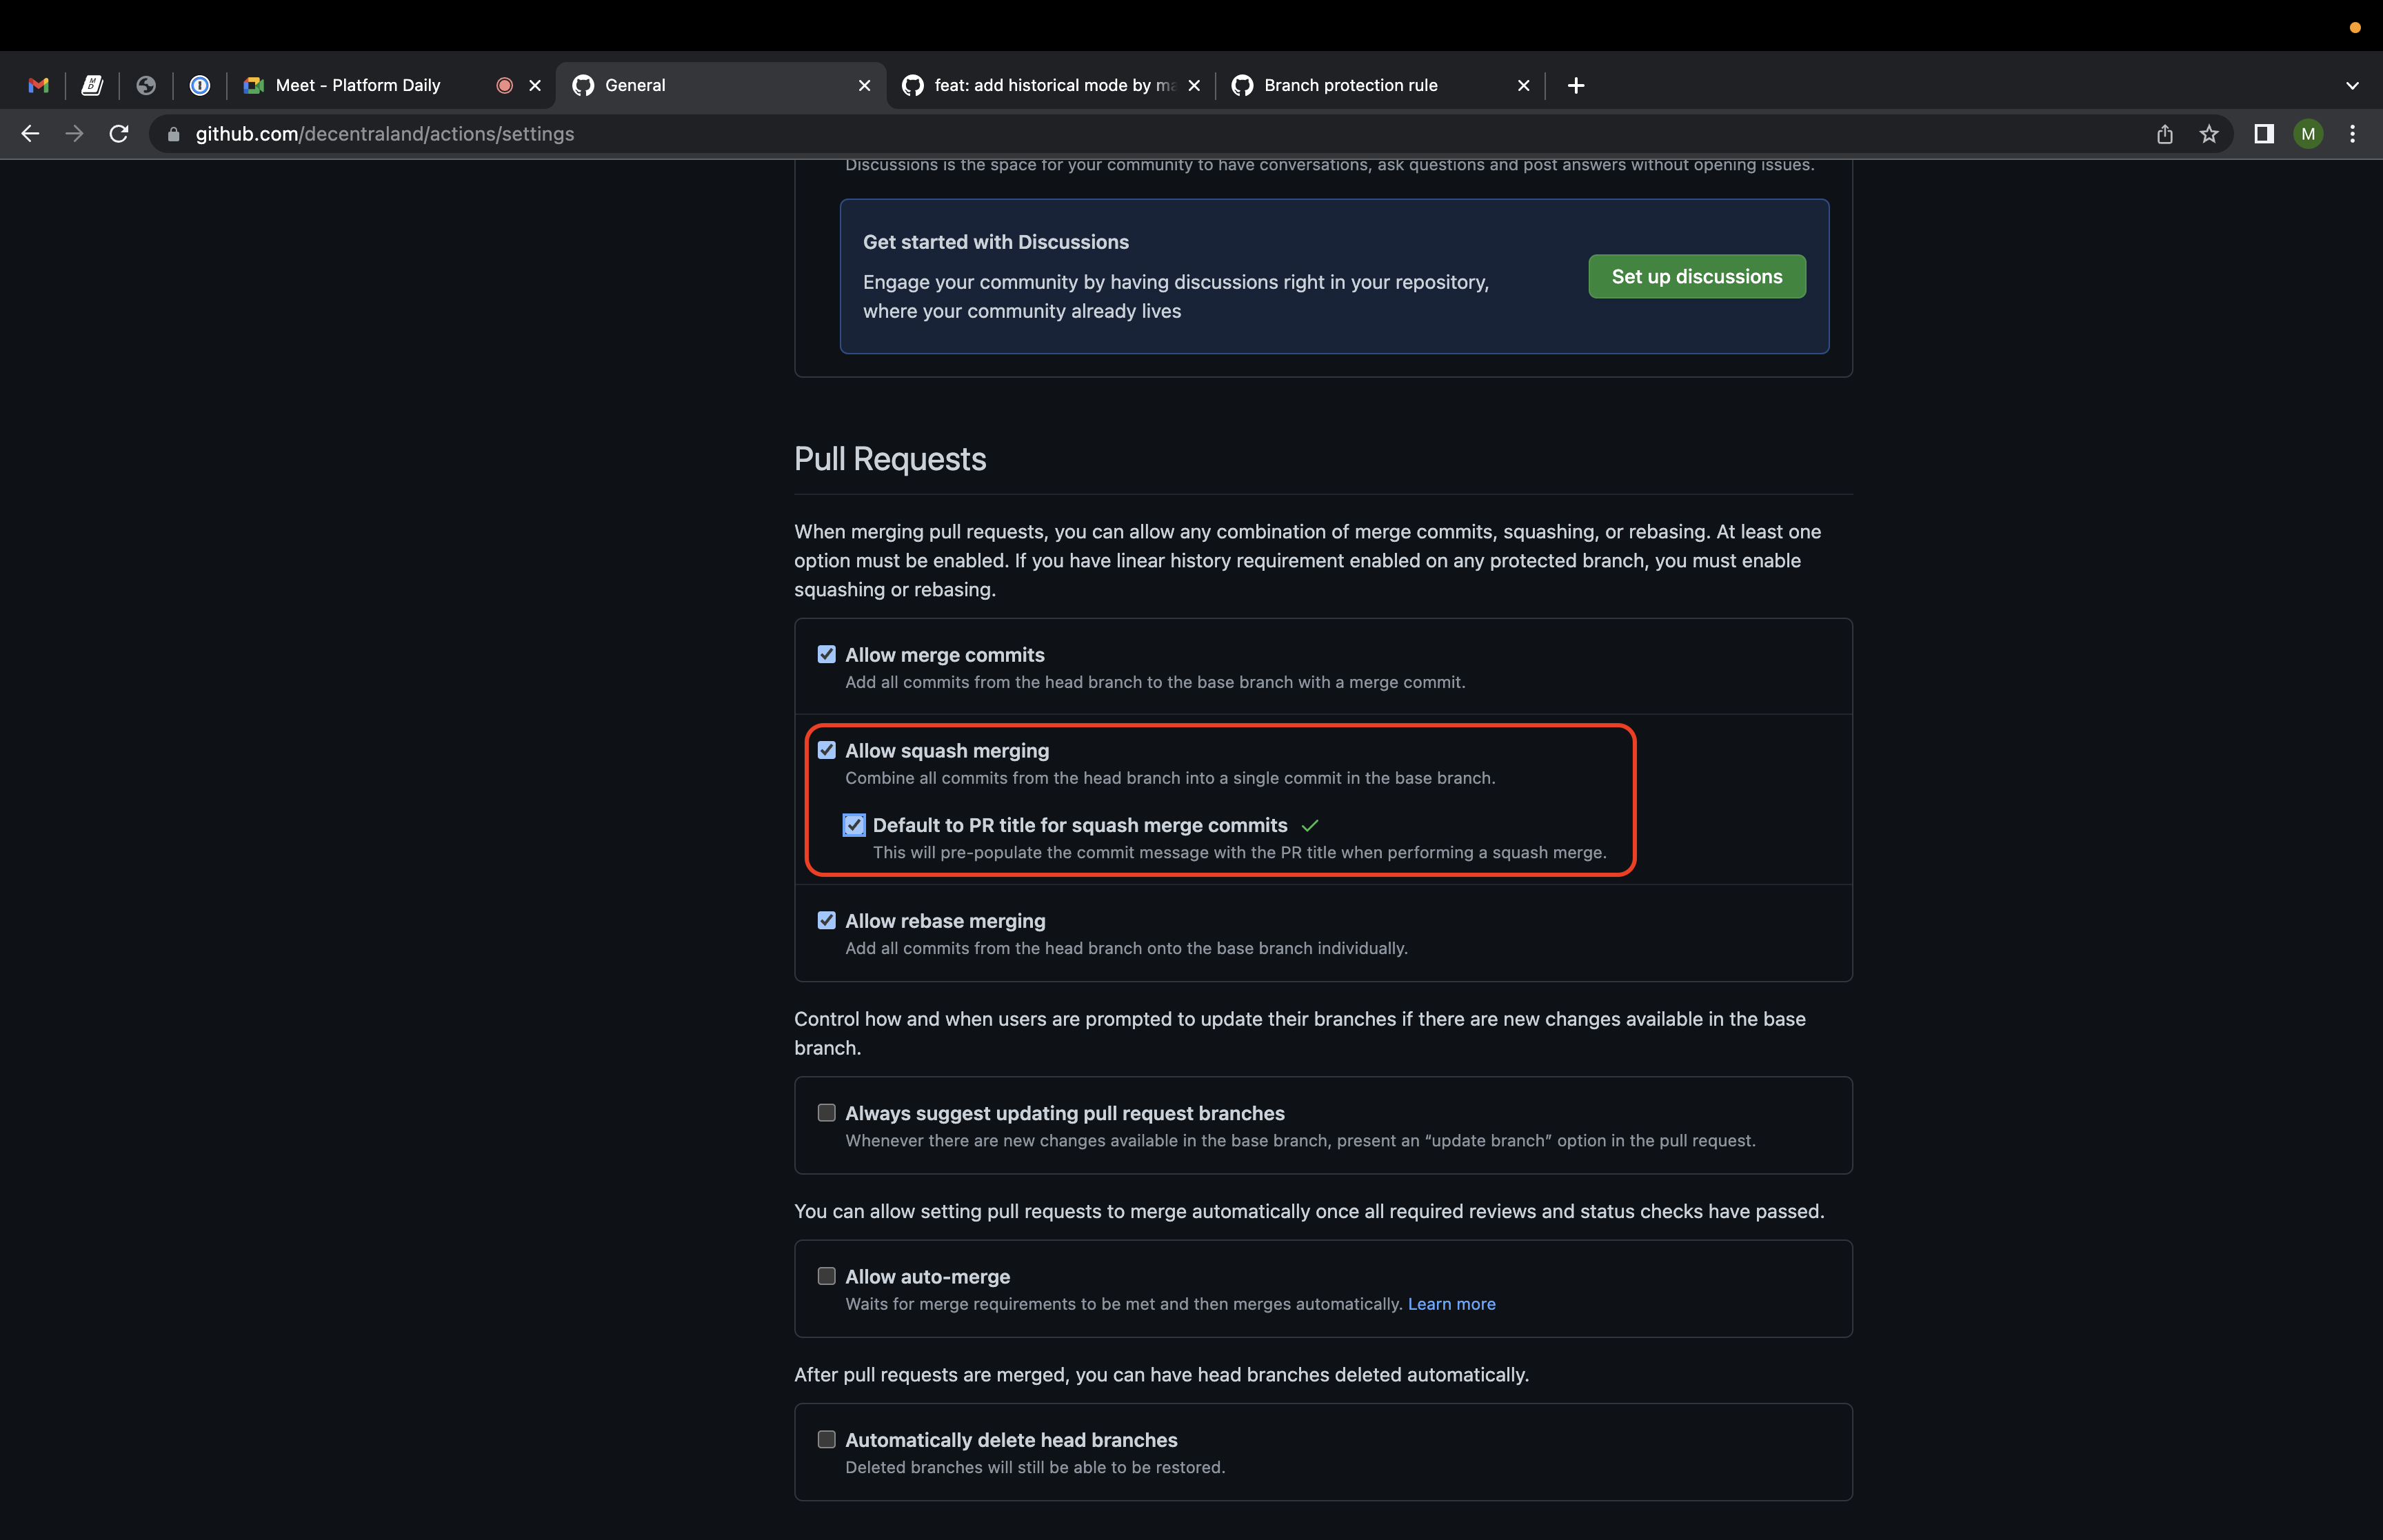 Meet - Platform Daily
General
feat: add historical mode by ma
Branch protection rule
github.com/decentraland/actions/settings
M
Discussions is the space for your community to have conversations, ask questions and post answers without opening issues.
Get started with Discussions
Engage your community by having discussions right in your repository,
where your community already lives
Set up discussions
Pull Requests
When merging pull requests, you can allow any combination of merge commits, squashing, or rebasing. At least one
option must be enabled. If you have linear history requirement enabled on any protected branch, you must enable
squashing or rebasing.
Allow merge commits
Add all commits from the head branch to the base branch with a merge commit.
Allow squash merging
Combine all commits from the head branch into a single commit in the base branch.
Default to PR title for squash merge commits
This will pre-populate the commit message with the PR title when performing a squash merge.
Allow rebase merging
Add all commits from the head branch onto the base branch individually.
Control how and when users are prompted to update their branches if there are new changes available in the base
branch.
Always suggest updating pull request branches
Whenever there are new changes available in the base branch, present an “update branch” option in the pull request.
You can allow setting pull requests to merge automatically once all required reviews and status checks have passed.
Allow auto-merge
Waits for merge requirements to be met and then merges automatically. Learn more
After pull requests are merged, you can have head branches deleted automatically.
Automatically delete head branches
Deleted branches will still be able to be restored.